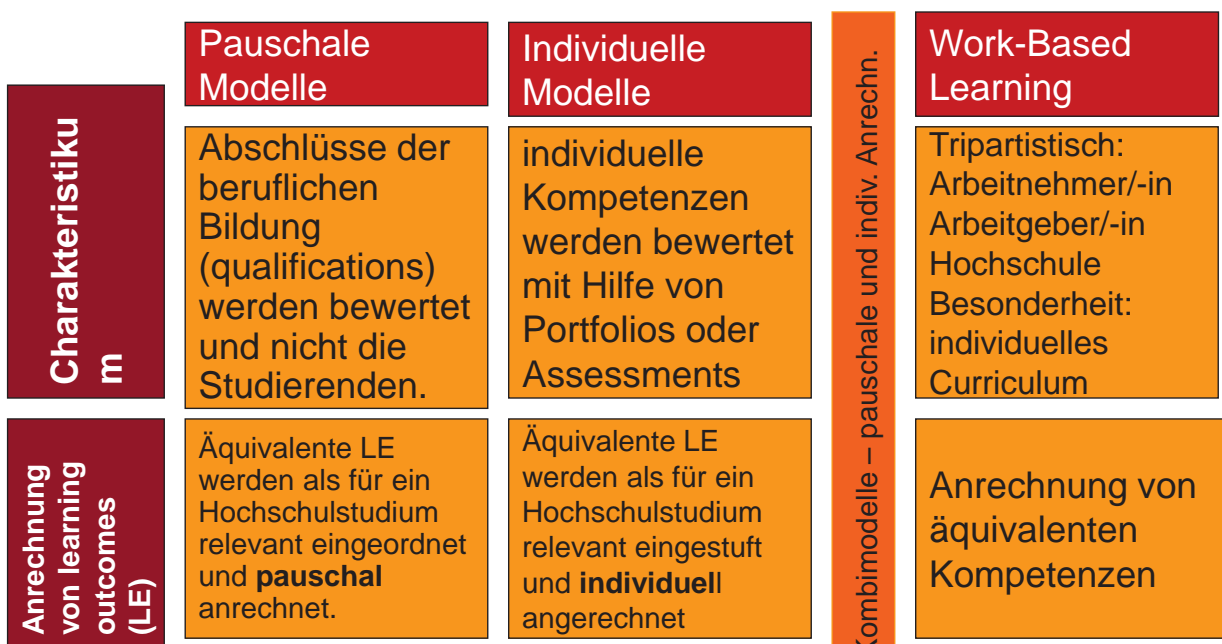 Pauschale
Modelle
Individuelle
Modelle
Work-Based
Learning
Charakteristiku
m
Abschlüsse der
beruflichen
Bildung
(qualifications)
werden bewertet
und nicht die
Studierenden.
individuelle
Kompetenzen
werden bewertet
mit Hilfe von
Portfolios oder
Assessments
Kombimodelle – pauschale und indiv. Anrechn.
Tripartistisch:
Arbeitnehmer/-in
Arbeitgeber/-in
Hochschule
Besonderheit:
individuelles
Curriculum
Anrechnung
von learning
outcomes
(LE)
Äquivalente LE
werden als für ein
Hochschulstudium
relevant eingeordnet
und pauschal
anrechnet.
Äquivalente LE
werden als für ein
Hochschulstudium
relevant eingestuft
und individuell
angerechnet
Anrechnung von
äquivalenten
Kompetenzen